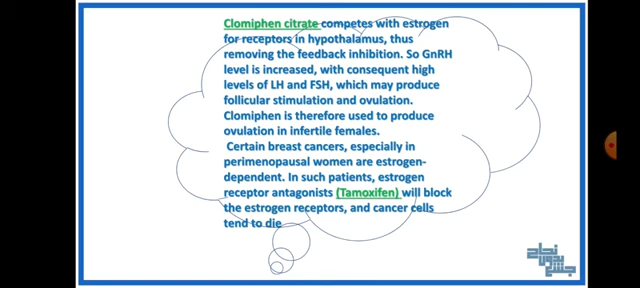 Clomiphen citrate competes with estrogen
for receptors in hypothalamus, thus
removing the feedback inhibition. So GnRH
level is increased, with consequent high
levels of LH and FSH, which may produce
follicular stimulation and ovulation.
Clomiphen is therefore used to produce
ovulation in infertile females.
Certain breast cancers, especially in
perimenopausal women are estrogen-
dependent. In such patients, estrogen
receptor antagonists (Tamoxifen) will block
the estrogen receptors, and cancer cells
tend to die